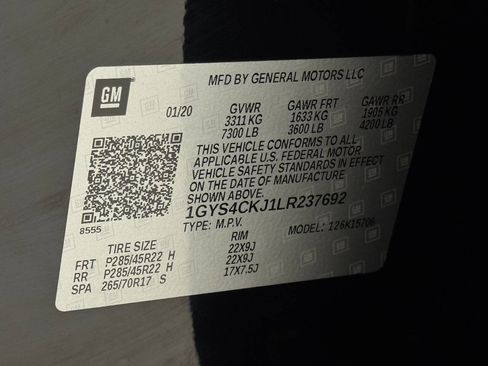 GM
MFD BY GENERAL MOTORS LLC
01/20 GVWR GAWR FRT GAWR RR
3311 KG 1633 KG 1905 KG
7300 LB 3600 LB 4200 LB
THIS VEHICLE CONFORMS TO ALL
APPLICABLE U.S. FEDERAL MOTOR
VEHICLE SAFETY STANDARDS IN EFFECT
ON THE DATE OF MANUFACTURE
SHOWN ABOVE.
8555
1GYS4CKJ1LR237692
TYPE: M.P.V. MODEL: 126K15706
TIRE SIZE RIM
FRT P285/45R22 H 22X9J
RR P285/45R22 H 22X9J
SPA 265/70R17 S 17X7.5J